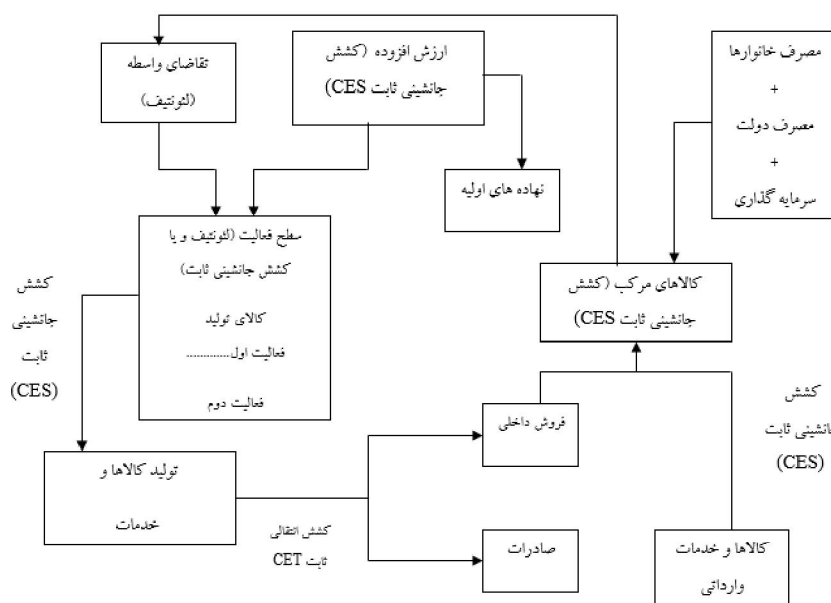 مصرف خانوارها
+
مصرف دولت
+
سرمایه گذاری
ارزش افزوده (کشش
جانشینی ثابت CES)
تقاضای واسطه
(لئونتیف)
نهاده های اولیه
کالاهای مرکب (کشش
جانشینی ثابت CES)
سطح فعالیت (لئونتیف و یا
کشش جانشینی ثابت)
کالای تولید
فعالیت اول.............
فعالیت دوم
کشش
جانشینی
ثابت
(CES)
کشش
جانشینی ثابت
(CES)
فروش داخلی
تولید کالاها و
خدمات
کشش انتقالی
ثابت CET
صادرات
کالاها و خدمات
وارداتی